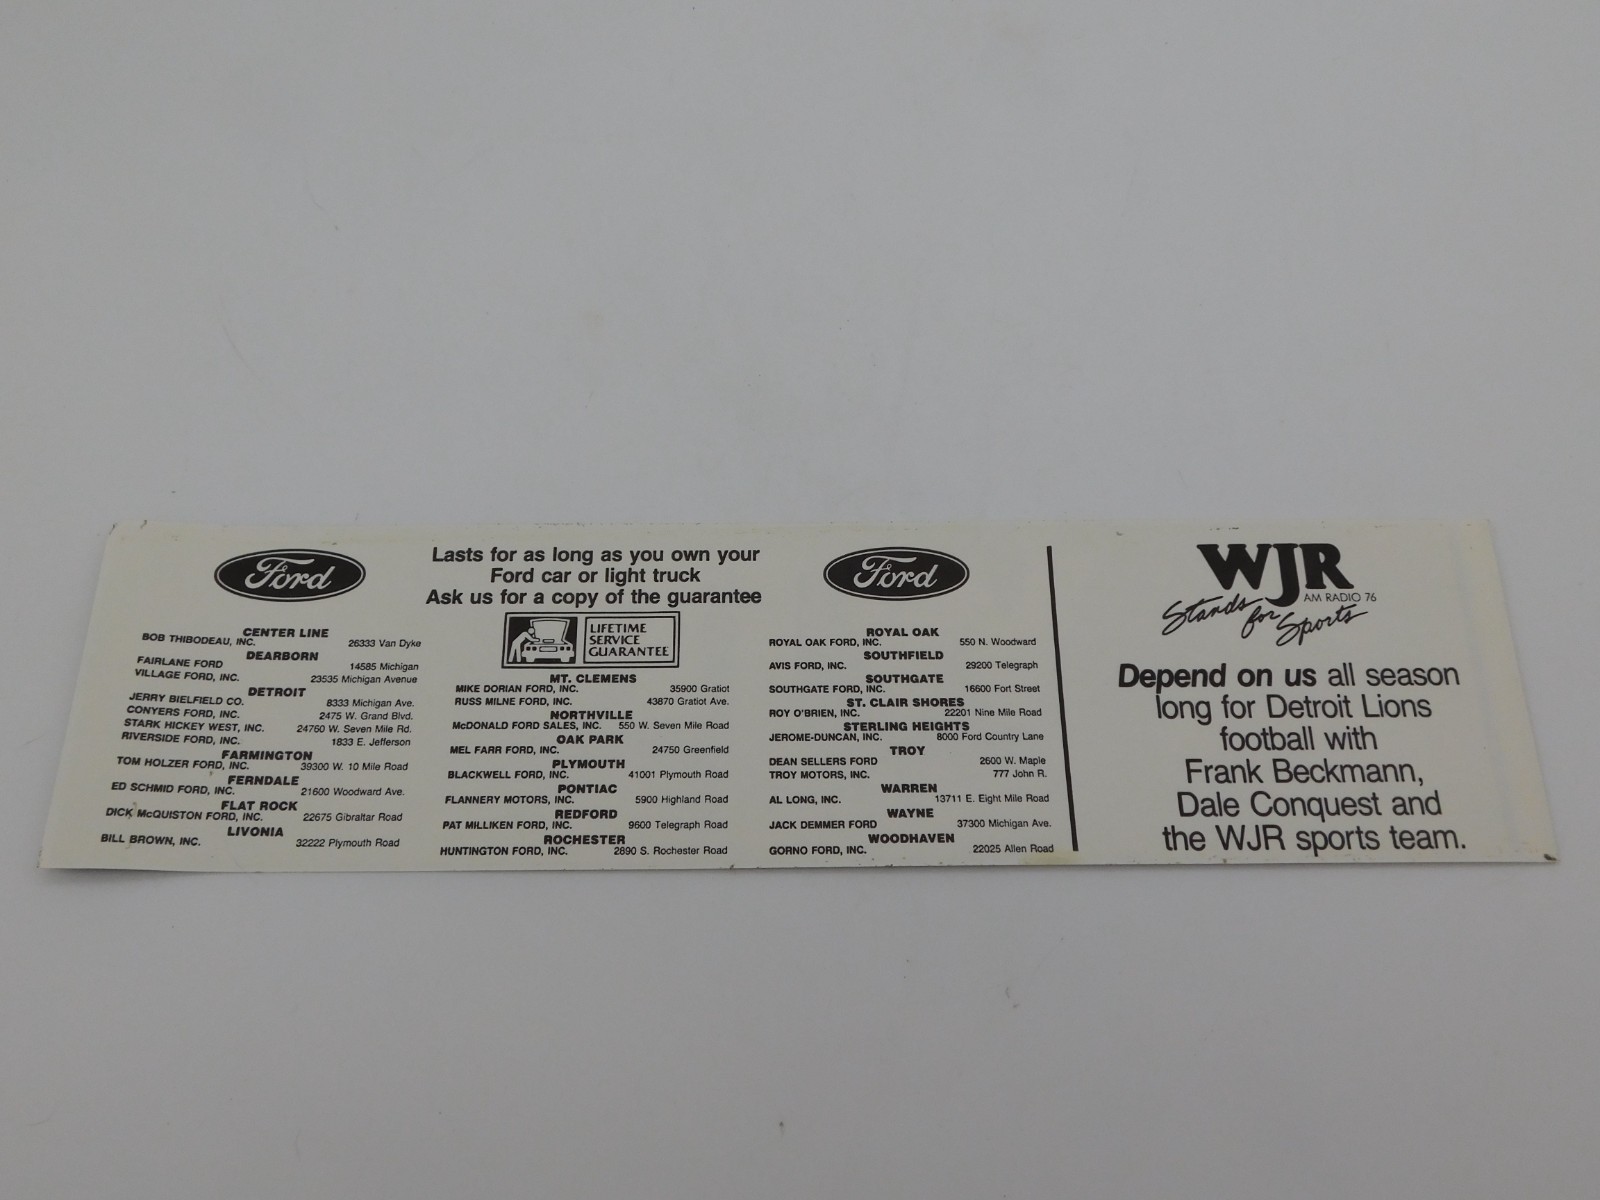 Ford
CENTER LINE
BOB THIBODEAU, INC. 26333 Van Dyke
DEARBORN
FAIRLANE FORD 14585 Michigan
VILLAGE FORD, INC. 23535 Michigan Avenue
DETROIT
JERRY BIELFIELD CO. 8333 Michigan Ave.
CONYERS FORD, INC. 2475 W. Grand Blvd.
STARK HICKEY WEST, INC. 24760 W. Seven Mile Rd.
RIVERSIDE FORD, INC. 1833 E. Jefferson
FARMINGTON
TOM HOLZER FORD, INC. 39300 W. 10 Mile Road
FERNDALE
ED SCHMID FORD, INC. 21600 Woodward Ave.
FLAT ROCK
DICK McQUISTON FORD, INC. 22675 Gibraltar Road
LIVONIA
BILL BROWN, INC. 32222 Plymouth Road
Lasts for as long as you own your
Ford car or light truck
Ask us for a copy of the guarantee
LIFETIME
SERVICE
GUARANTEE
MT. CLEMENS
MIKE DORIAN FORD, INC. 35900 Gratiot
RUSS MILNE FORD, INC. 43870 Gratiot Ave.
NORTHVILLE
McDONALD FORD SALES, INC. 550 W. Seven Mile Road
OAK PARK
MEL FARR FORD, INC. 24750 Greenfield
PLYMOUTH
BLACKWELL FORD, INC. 41001 Plymouth Road
PONTIAC
FLANNERY MOTORS, INC. 5900 Highland Road
REDFORD
PAT MILLIKEN FORD, INC. 9600 Telegraph Road
ROCHESTER
HUNTINGTON FORD, INC. 2890 S. Rochester Road
Ford
ROYAL OAK
ROYAL OAK FORD, INC. 550 N. Woodward
SOUTHFIELD
AVIS FORD, INC. 29200 Telegraph
SOUTHGATE
SOUTHGATE FORD, INC. 16600 Fort Street
ST. CLAIR SHORES
ROY O'BRIEN, INC. 22201 Nine Mile Road
STERLING HEIGHTS
JEROME-DUNCAN, INC. 8000 Ford Country Lane
TROY
DEAN SELLERS FORD 2600 W. Maple
TROY MOTORS, INC. 777 John R.
WARREN
AL LONG, INC. 13711 E. Eight Mile Road
WAYNE
JACK DEMMER FORD 37300 Michigan Ave.
WOODHAVEN
GORNO FORD, INC. 22025 Allen Road
WJR
AM RADIO 76
Stands for Sports
Depend on us all season
long for Detroit Lions
football with
Frank Beckmann,
Dale Conquest and
the WJR sports team.